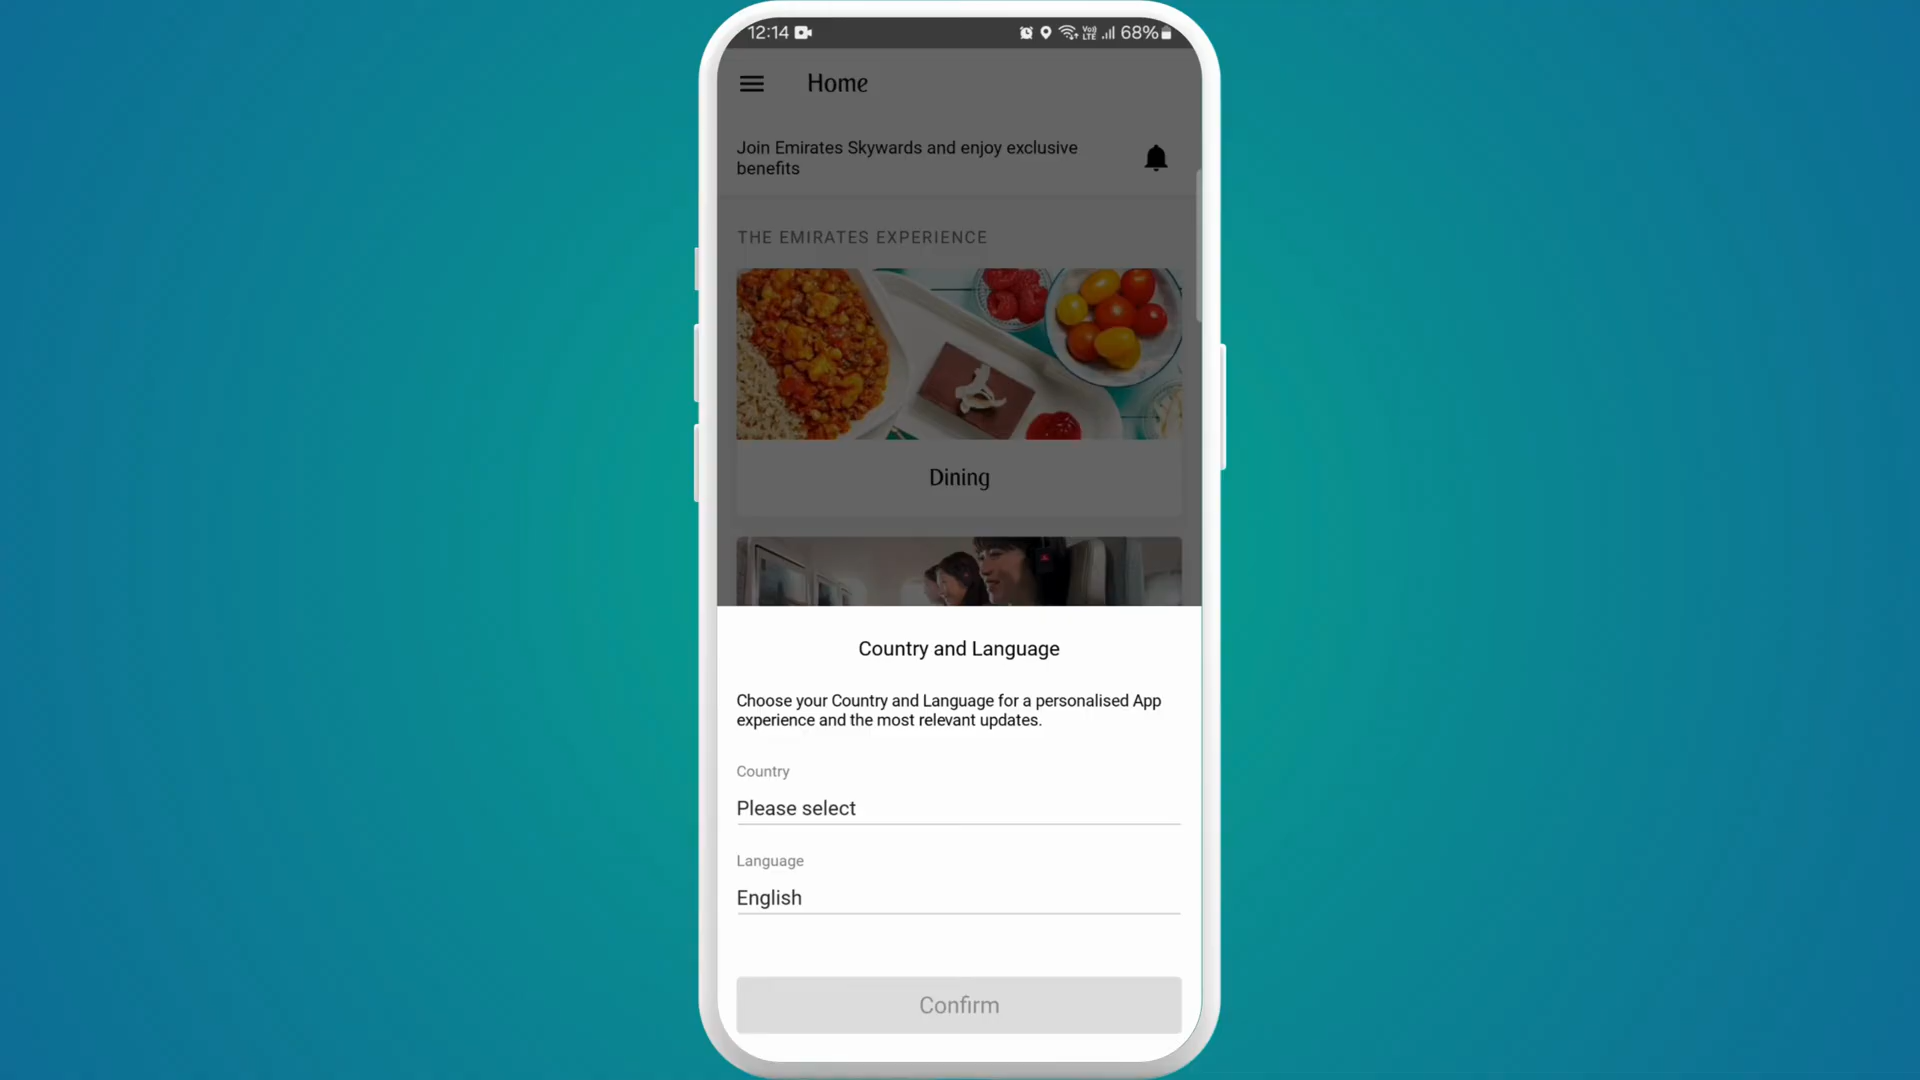 12:14
Vo))
LTE
68%
Home
Join Emirates Skywards and enjoy exclusive
benefits
THE EMIRATES EXPERIENCE
Dining
Country and Language
Choose your Country and Language for a personalised App
experience and the most relevant updates.
Country
Please select
Language
English
Confirm